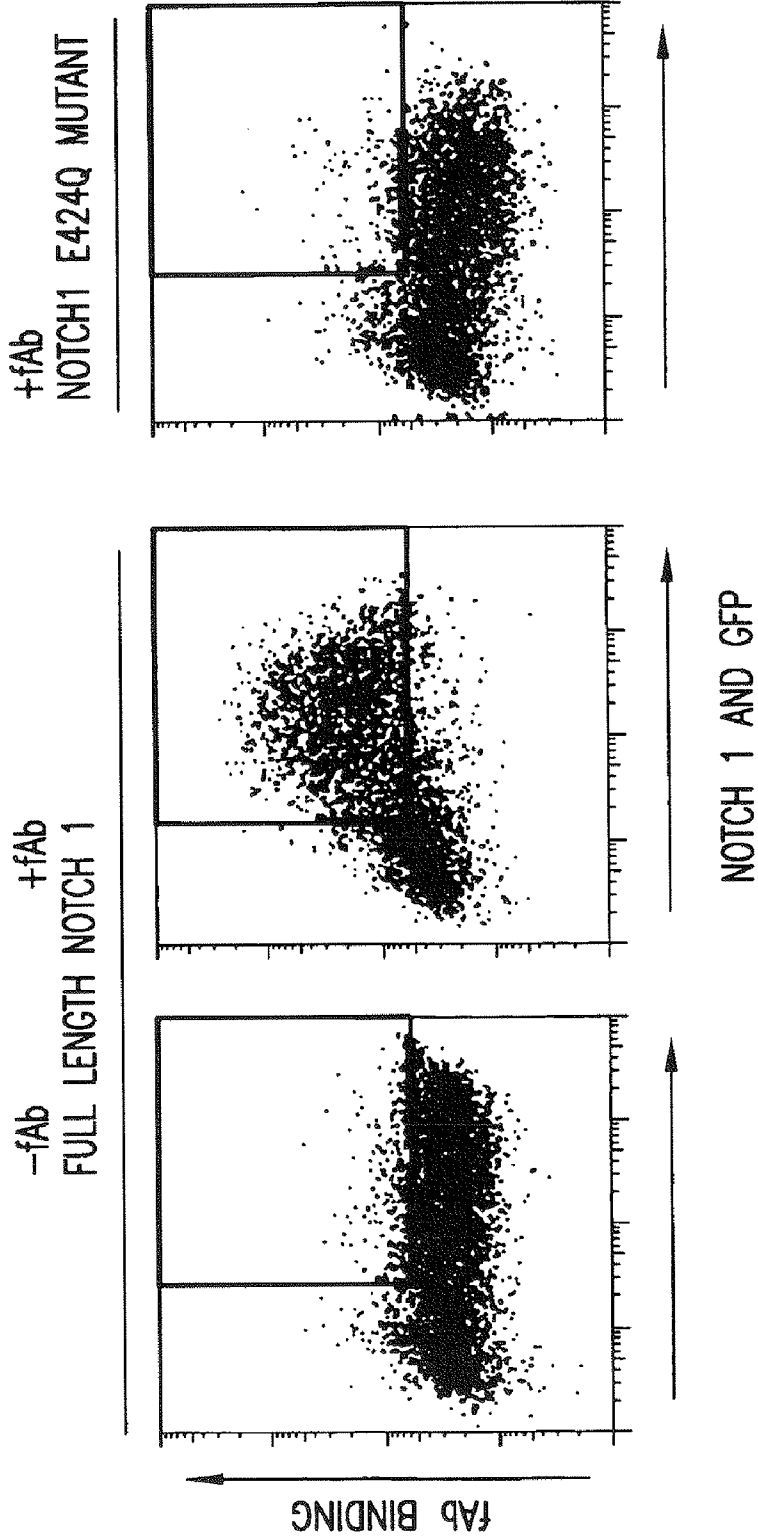 −fAb
+fAb
FULL LENGTH NOTCH 1
+fAb
NOTCH1 E424Q MUTANT
fAb BINDING
NOTCH 1 AND GFP